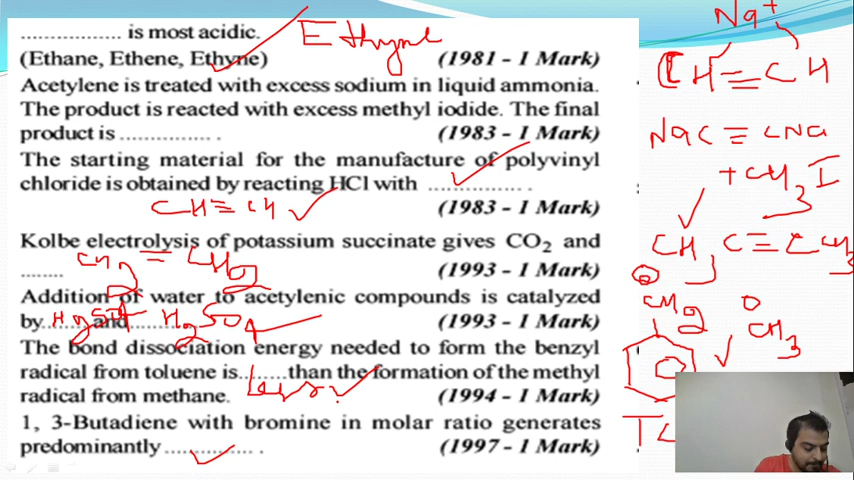 ................. is most acidic.
Ethyne
(Ethane, Ethene, Ethyne) (1981 - 1 Mark)
Acetylene is treated with excess sodium in liquid ammonia.
The product is reacted with excess methyl iodide. The final
product is ............... . (1983 - 1 Mark)
The starting material for the manufacture of polyvinyl
chloride is obtained by reacting HCl with ................ .
CH≡CH
(1983 - 1 Mark)
Kolbe electrolysis of potassium succinate gives CO2 and
CH2 = CH2
........ (1993 - 1 Mark)
Addition of water to acetylenic compounds is catalyzed
HgSO4 H2SO4
by......and......... (1993 - 1 Mark)
The bond dissociation energy needed to form the benzyl
radical from toluene is........than the formation of the methyl
less
radical from methane. (1994 - 1 Mark)
1, 3-Butadiene with bromine in molar ratio generates
predominantly ................. . (1997 - 1 Mark)
Na+
CH≡CH
NaC≡CNa
+CH3I
CH3C≡CCH3
CH2
CH3